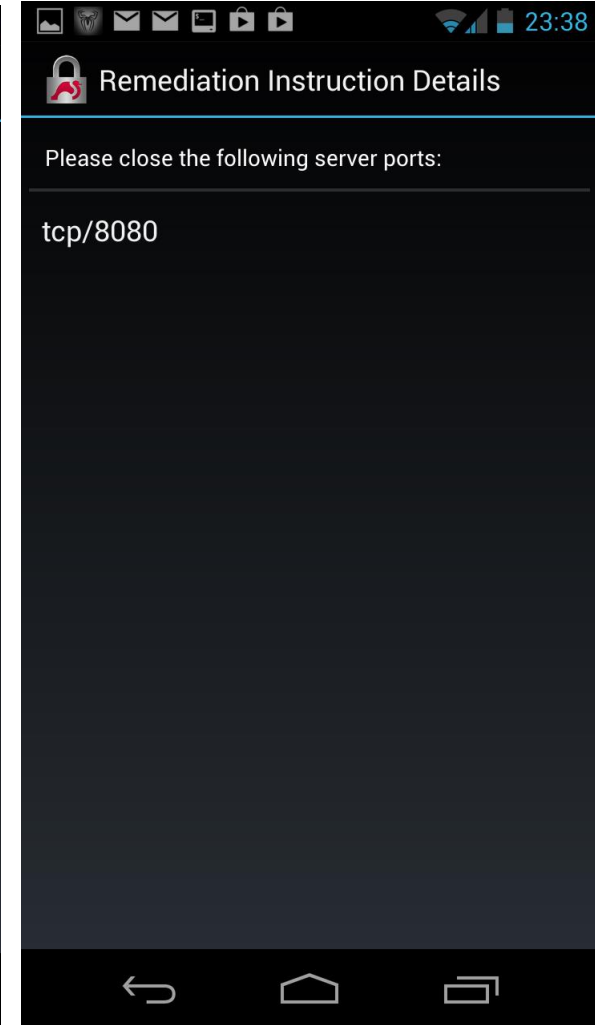 23:38
Remediation Instruction Details
Please close the following server ports:
tcp/8080